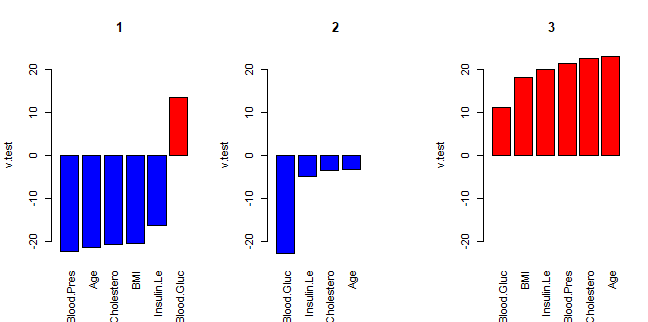 1
2
3
v.test
20
10
0
-10
-20
Blood.Pres
Age
Cholestero
BMI
Insulin.Le
Blood.Gluc
v.test
20
10
0
-10
-20
Blood.Gluc
Insulin.Le
Cholestero
Age
v.test
20
10
0
-10
-20
Blood.Gluc
BMI
Insulin.Le
Blood.Pres
Cholestero
Age